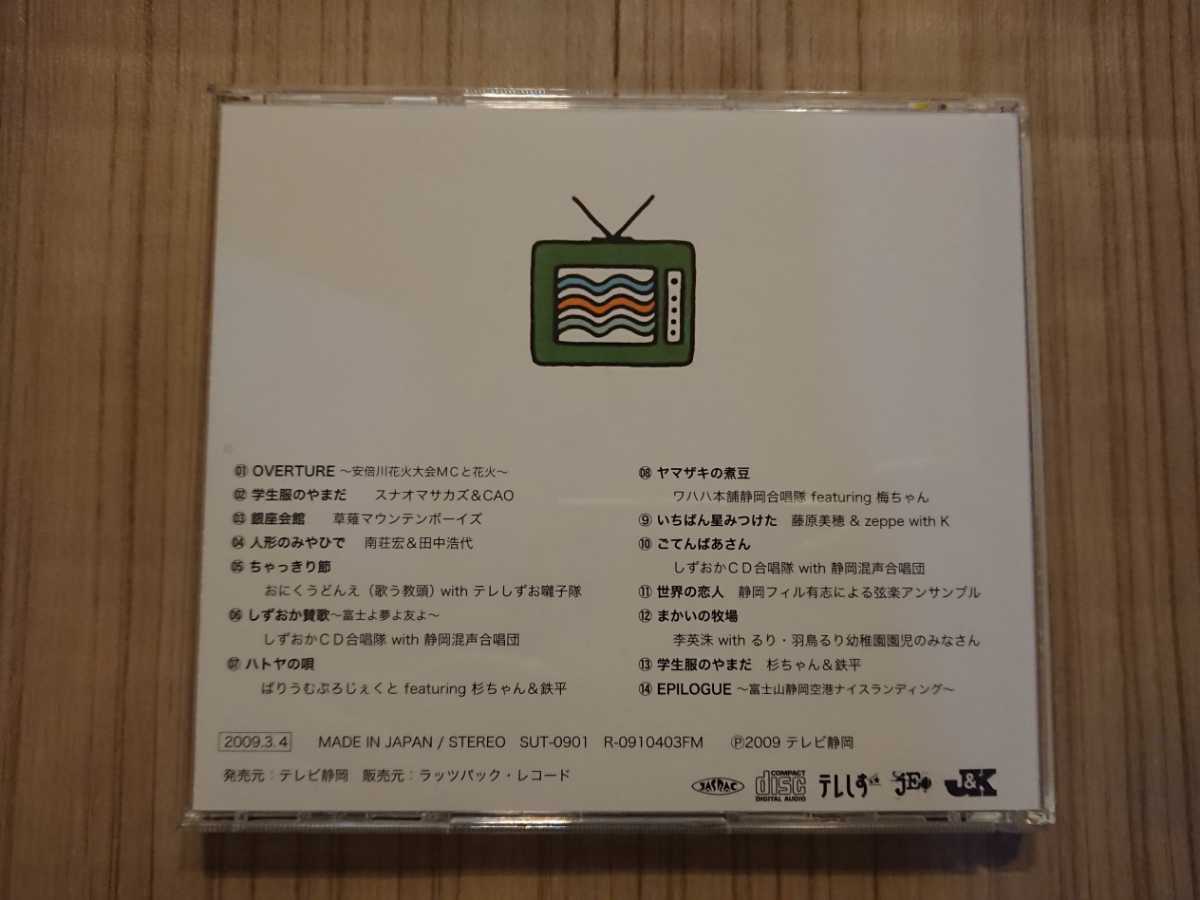 01 OVERTURE ～安倍川花火大会MCと花火～
02 学生服のやまだ スナオマサカズ&CAO
03 銀座会館 草薙マウンテンボーイズ
04 人形のみやひで 南荘宏&田中浩代
05 ちゃっきり節
おにくうどんえ（歌う教頭）with テレしずお囃子隊
06 しずおか賛歌～富士よ夢よ友よ～
しずおかCD合唱隊 with 静岡混声合唱団
07 ハトヤの唄
ばりうむぷろじぇくと featuring 杉ちゃん&鉄平
08 ヤマザキの煮豆
ワハハ本舗静岡合唱隊 featuring 梅ちゃん
⑨ いちばん星みつけた 藤原美穂 & zeppe with K
⑩ ごてんばあさん
しずおかCD合唱隊 with 静岡混声合唱団
⑪ 世界の恋人 静岡フィル有志による弦楽アンサンブル
⑫ まかいの牧場
李英洙 with るり・羽鳥るり幼稚園園児のみなさん
⑬ 学生服のやまだ 杉ちゃん&鉄平
⑭ EPILOGUE ～富士山静岡空港ナイスランディング～
2009.3.4 MADE IN JAPAN / STEREO SUT-0901 R-0910403FM ℗2009 テレビ静岡
発売元：テレビ静岡 販売元：ラッツパック・レコード
JASRAC COMPACT disc DIGITAL AUDIO テレしず J&K